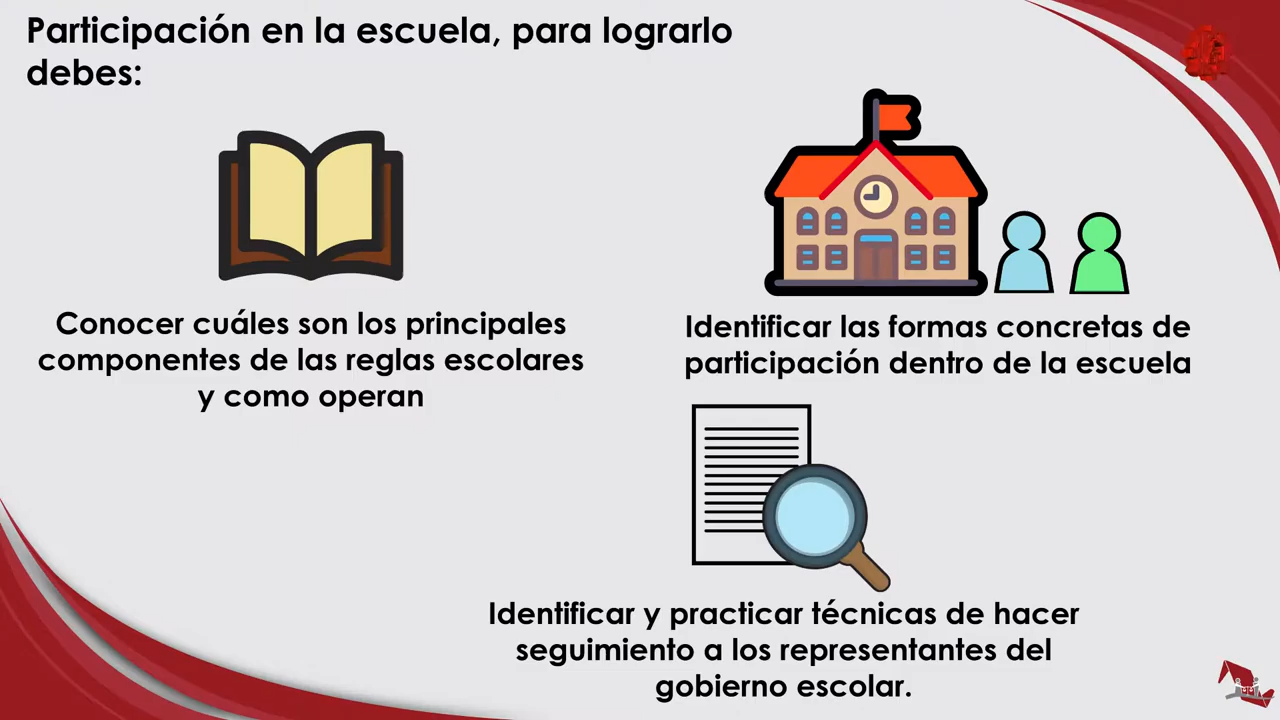 Participación en la escuela, para lograrlo
debes:
Conocer cuáles son los principales
componentes de las reglas escolares
y como operan
Identificar las formas concretas de
participación dentro de la escuela
Identificar y practicar técnicas de hacer
seguimiento a los representantes del
gobierno escolar.